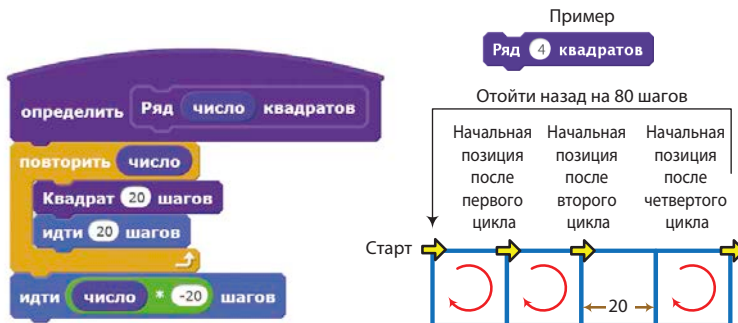 определить Ряд число квадратов
повторить число
Квадрат 20 шагов
идти 20 шагов
идти число * -20 шагов
Пример
Ряд 4 квадратов
Отойти назад на 80 шагов
Начальная позиция после первого цикла
Начальная позиция после второго цикла
Начальная позиция после четвертого цикла
Старт
20